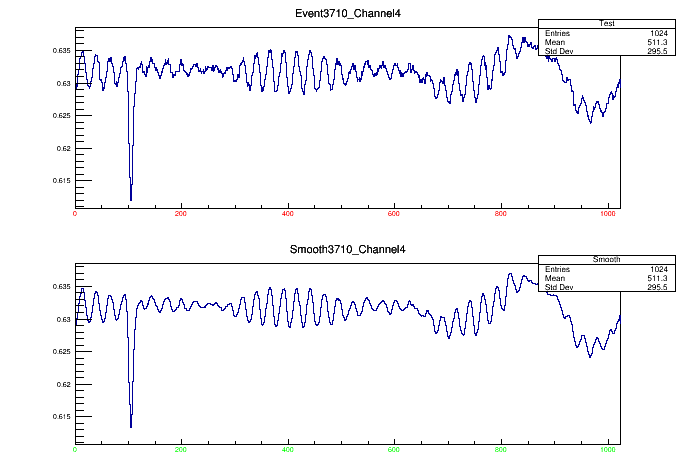 Event3710_Channel4
Test
Entries 1024
Mean 511.3
Std Dev 295.5
0.635
0.63
0.625
0.62
0.615
0 200 400 600 800 1000
Smooth3710_Channel4
Smooth
Entries 1024
Mean 511.3
Std Dev 295.5
0.635
0.63
0.625
0.62
0.615
0 200 400 600 800 1000